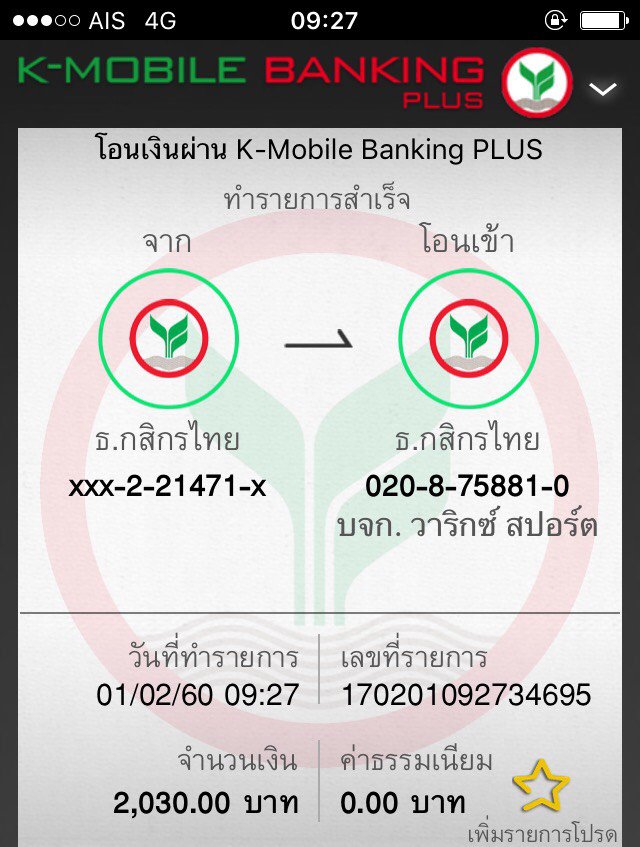 AIS 4G 09:27
K-MOBILE BANKING
PLUS
โอนเงินผ่าน K-Mobile Banking PLUS
ทำรายการสำเร็จ
จาก โอนเข้า
ธ.กสิกรไทย ธ.กสิกรไทย
xxx-2-21471-x 020-8-75881-0
บจก. วาริกซ์ สปอร์ต
วันที่ทำรายการ เลขที่รายการ
01/02/60 09:27 170201092734695
จำนวนเงิน ค่าธรรมเนียม
2,030.00 บาท 0.00 บาท
เพิ่มรายการโปรด